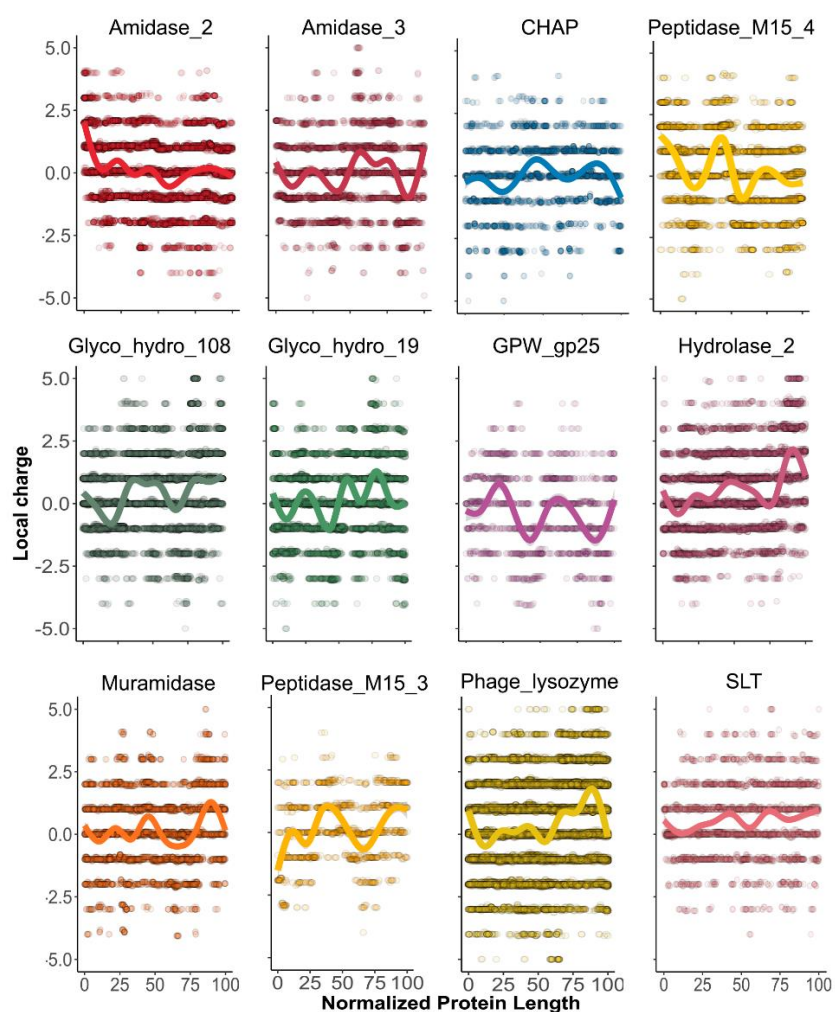 Amidase_2 Amidase_3 CHAP Peptidase_M15_4
5.0
2.5
0.0
-2.5
-5.0
Glyco_hydro_108 Glyco_hydro_19 GPW_gp25 Hydrolase_2
5.0
2.5
0.0
-2.5
-5.0
Local charge
Muramidase Peptidase_M15_3 Phage_lysozyme SLT
5.0
2.5
0.0
-2.5
-5.0
0 25 50 75 100 0 25 50 75 100 0 25 50 75 100 0 25 50 75 100
Normalized Protein Length